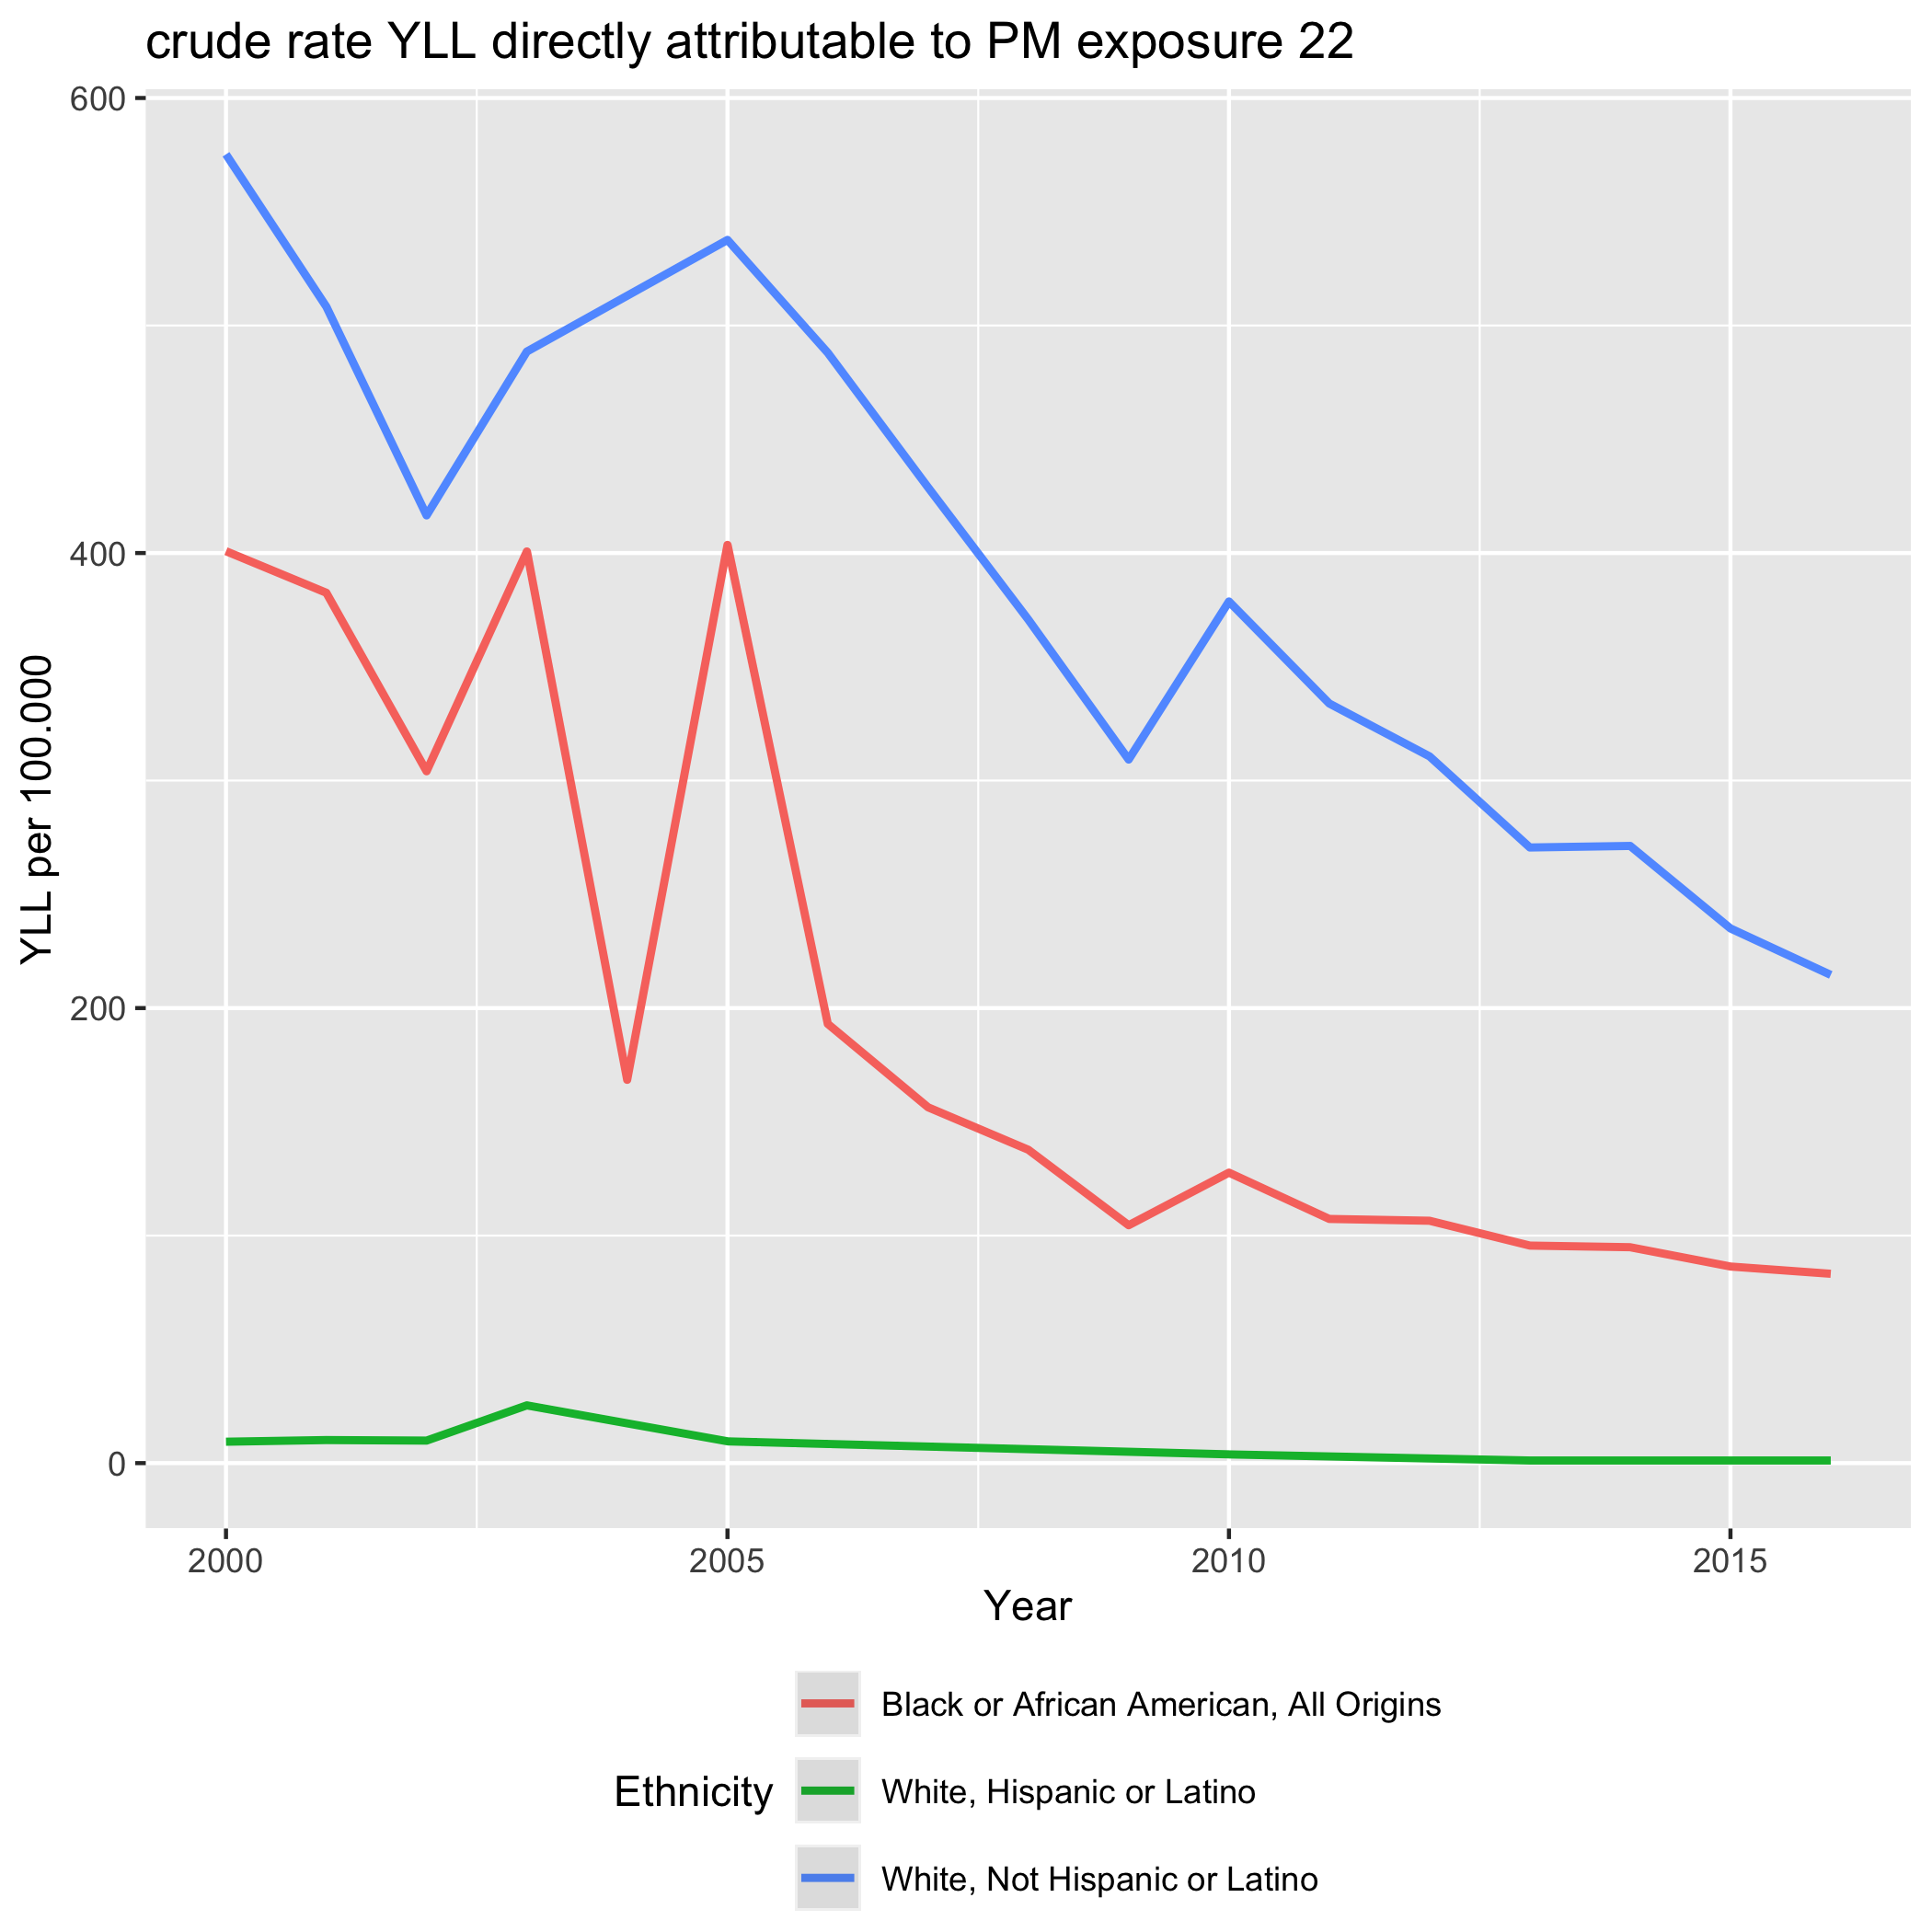 crude rate YLL directly attributable to PM exposure 22
600
400
200
0
YLL per 100.000
2000 2005 2010 2015
Year
Ethnicity
Black or African American, All Origins
White, Hispanic or Latino
White, Not Hispanic or Latino